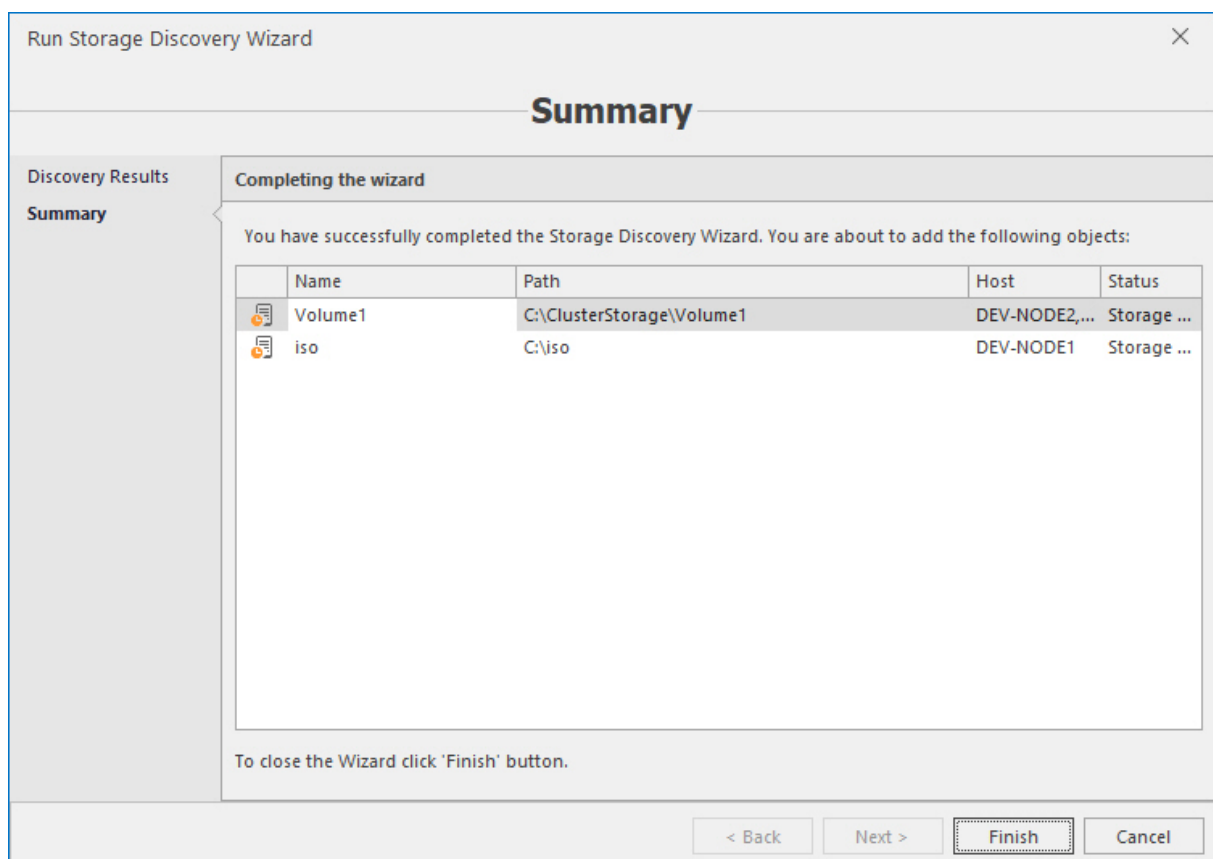 Run Storage Discovery Wizard
Summary
Discovery Results
Summary
Completing the wizard
You have successfully completed the Storage Discovery Wizard. You are about to add the following objects:
Name Path Host Status
Volume1 C:\ClusterStorage\Volume1 DEV-NODE2,... Storage ...
iso C:\iso DEV-NODE1 Storage ...
To close the Wizard click 'Finish' button.
< Back Next > Finish Cancel